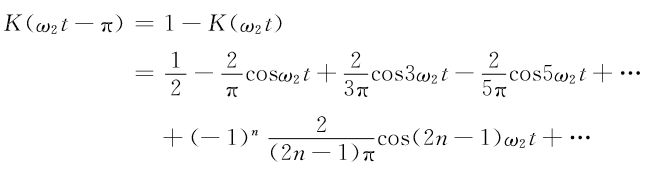 K(ω₂t − π) = 1 − K(ω₂t)
= 1/2 − 2/π cosω₂t + 2/3π cos3ω₂t − 2/5π cos5ω₂t + ⋯
+ (−1)ⁿ 2/(2n − 1)π cos(2n − 1)ω₂t + ⋯